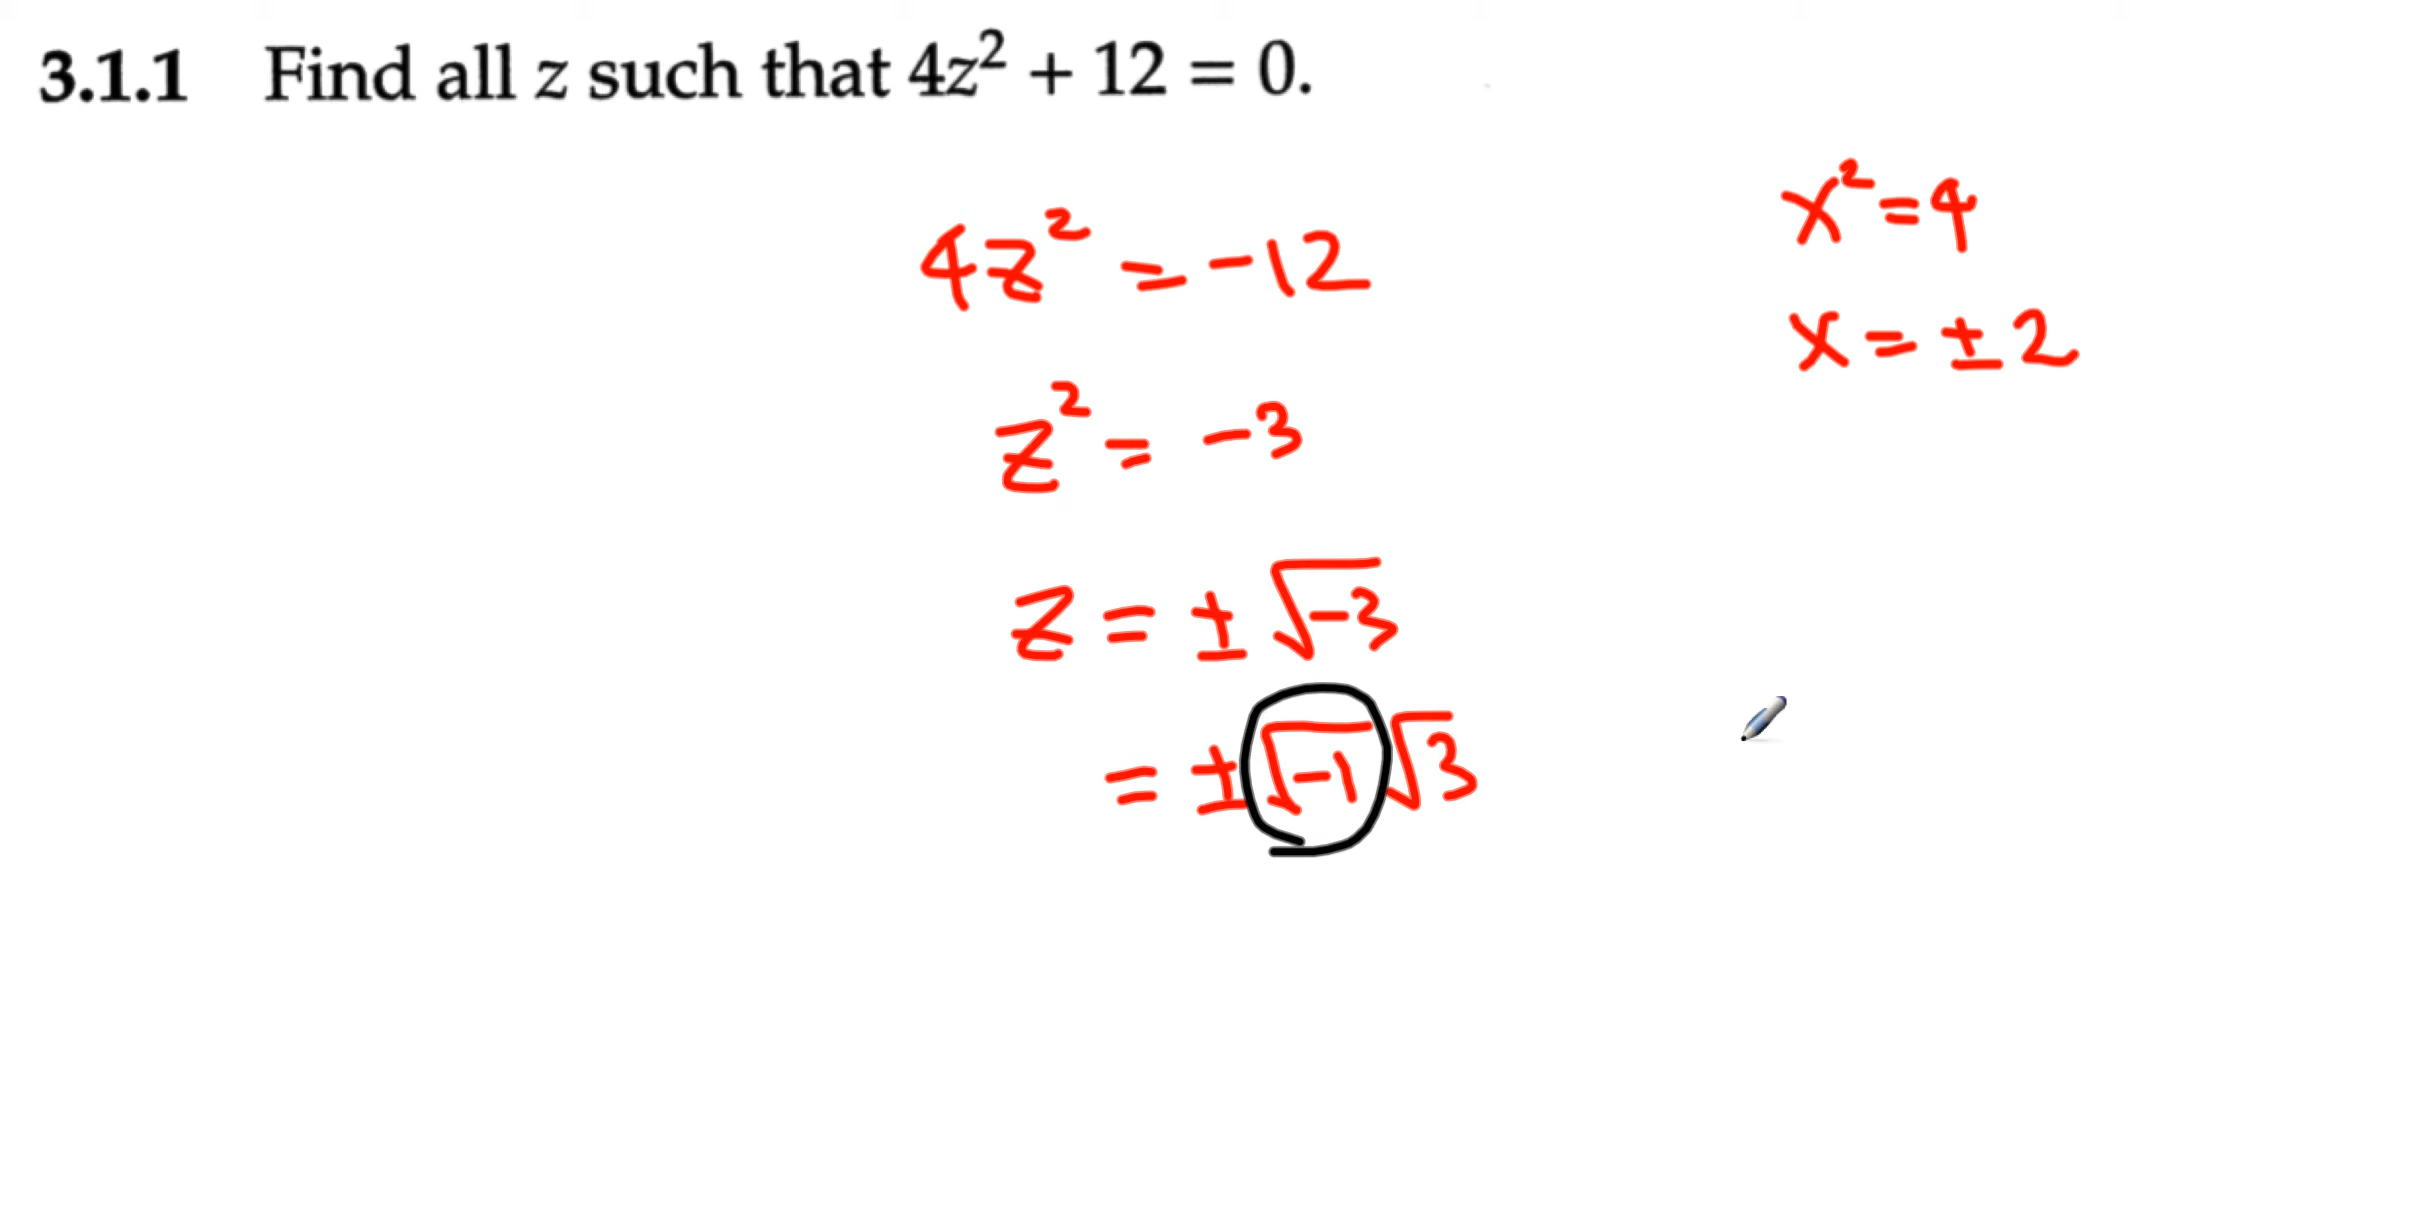 3.1.1 Find all z such that 4z² + 12 = 0.
4z² = -12
z² = -3
z = ±√-3
= ±√-1√3
x² = 4
x = ±2